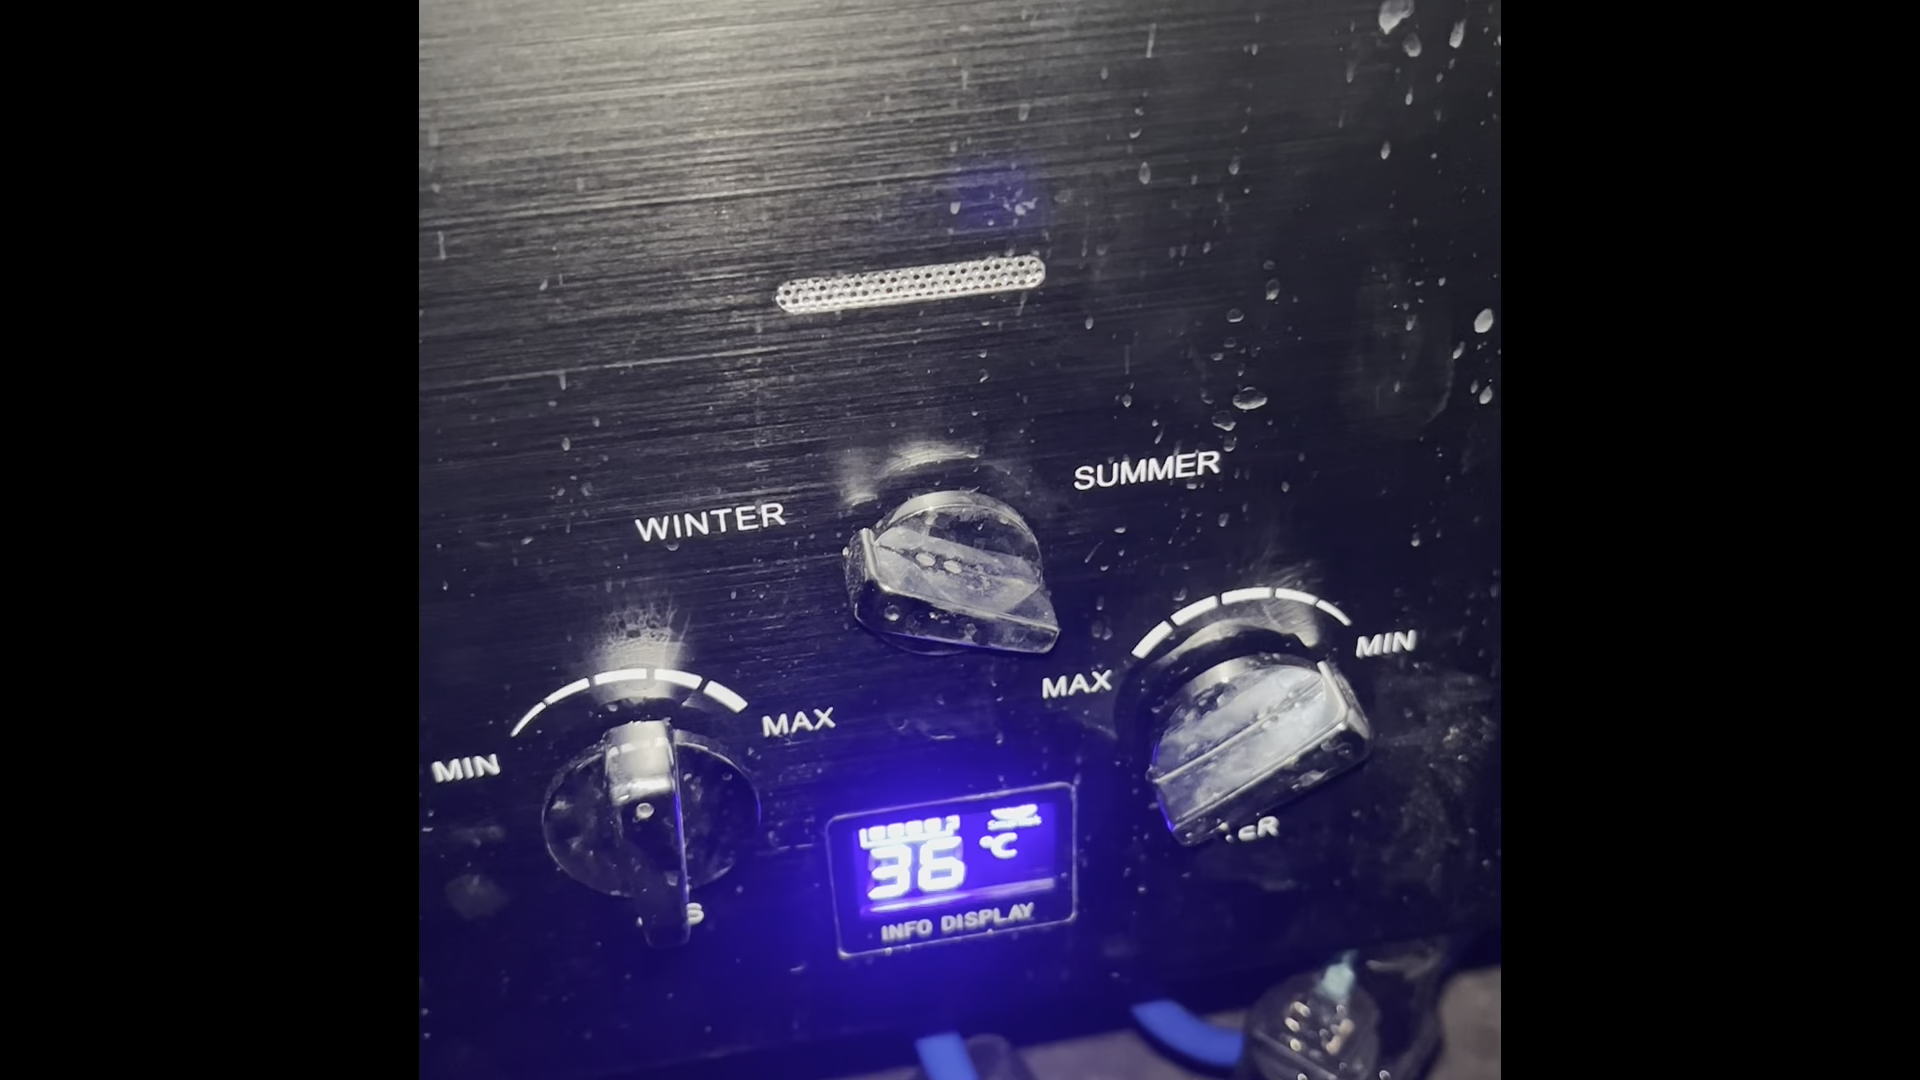 SUMMER
WINTER
MIN
MAX
MAX
MIN
36 °C
INFO DISPLAY